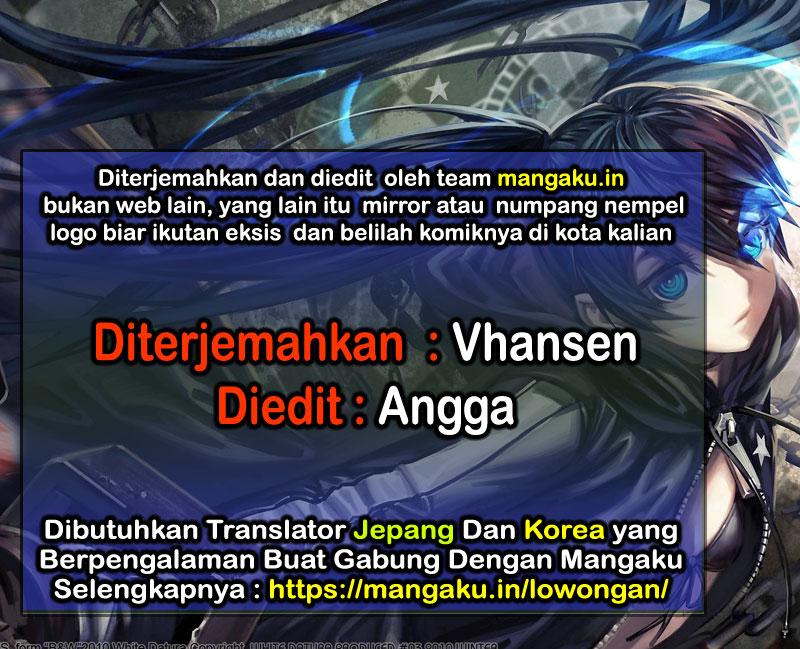 Diterjemahkan dan diedit oleh team mangaku.in
bukan web lain, yang lain itu mirror atau numpang nempel
logo biar ikutan eksis dan belilah komiknya di kota kalian
Diterjemahkan : Vhansen
Diedit : Angga
Dibutuhkan Translator Jepang Dan Korea yang
Berpengalaman Buat Gabung Dengan Mangaku
Selengkapnya : https://mangaku.in/lowongan/